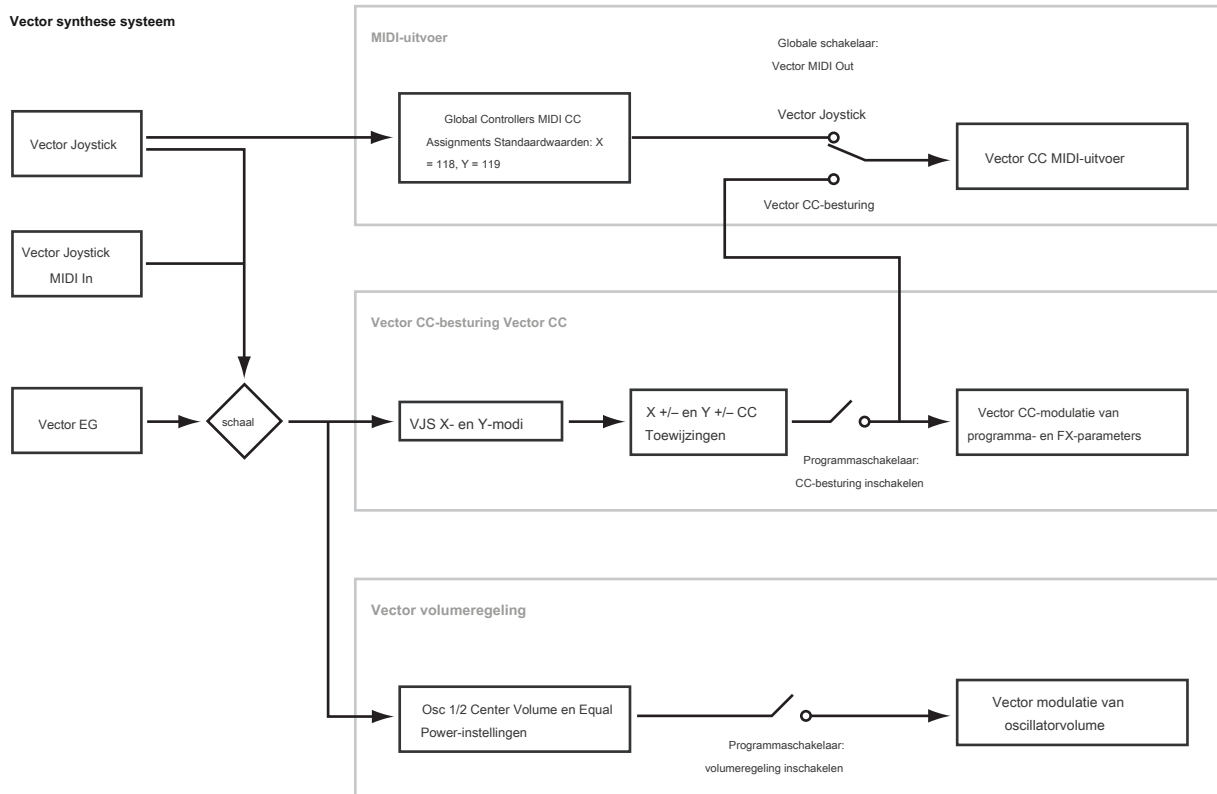 Vector synthese systeem
MIDI-uitvoer
Globale schakelaar:
Vector MIDI Out
Vector Joystick
Global Controllers MIDI CC
Assignments Standaardwaarden: X
= 118, Y = 119
Vector Joystick
Vector CC MIDI-uitvoer
Vector CC-besturing
Vector Joystick
MIDI In
Vector CC-besturing Vector CC
Vector EG
schaal
VJS X- en Y-modi
X +/– en Y +/– CC
Toewijzingen
Vector CC-modulatie van
programma- en FX-parameters
Programmaschakelaar:
CC-besturing inschakelen
Vector volumeregeling
Osc 1/2 Center Volume en Equal
Power-instellingen
Vector modulatie van
oscillatorvolume
Programmaschakelaar:
volumeregeling inschakelen